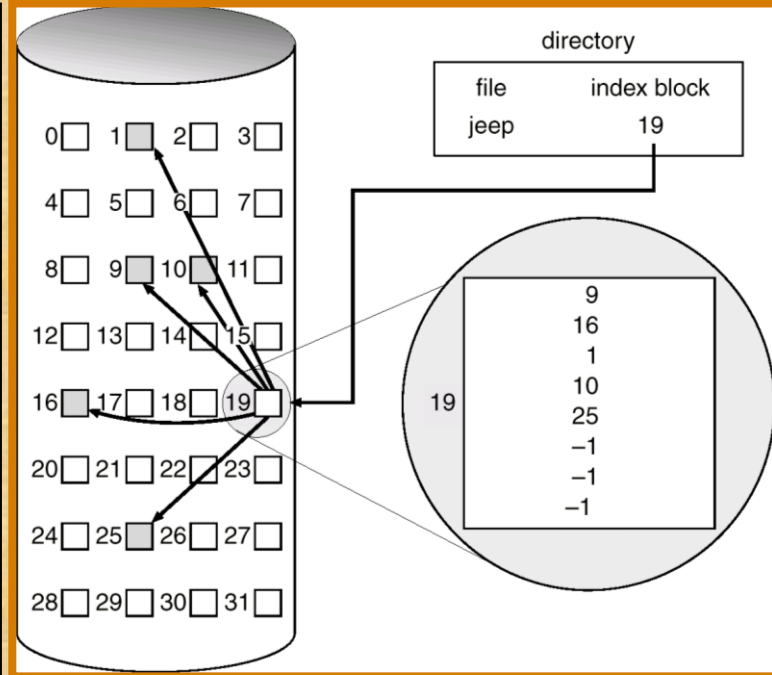 directory
file index block
jeep 19
0 1 2 3
4 5 6 7
8 9 10 11
12 13 14 15
16 17 18 19
20 21 22 23
24 25 26 27
28 29 30 31
19
9
16
1
10
25
–1
–1
–1